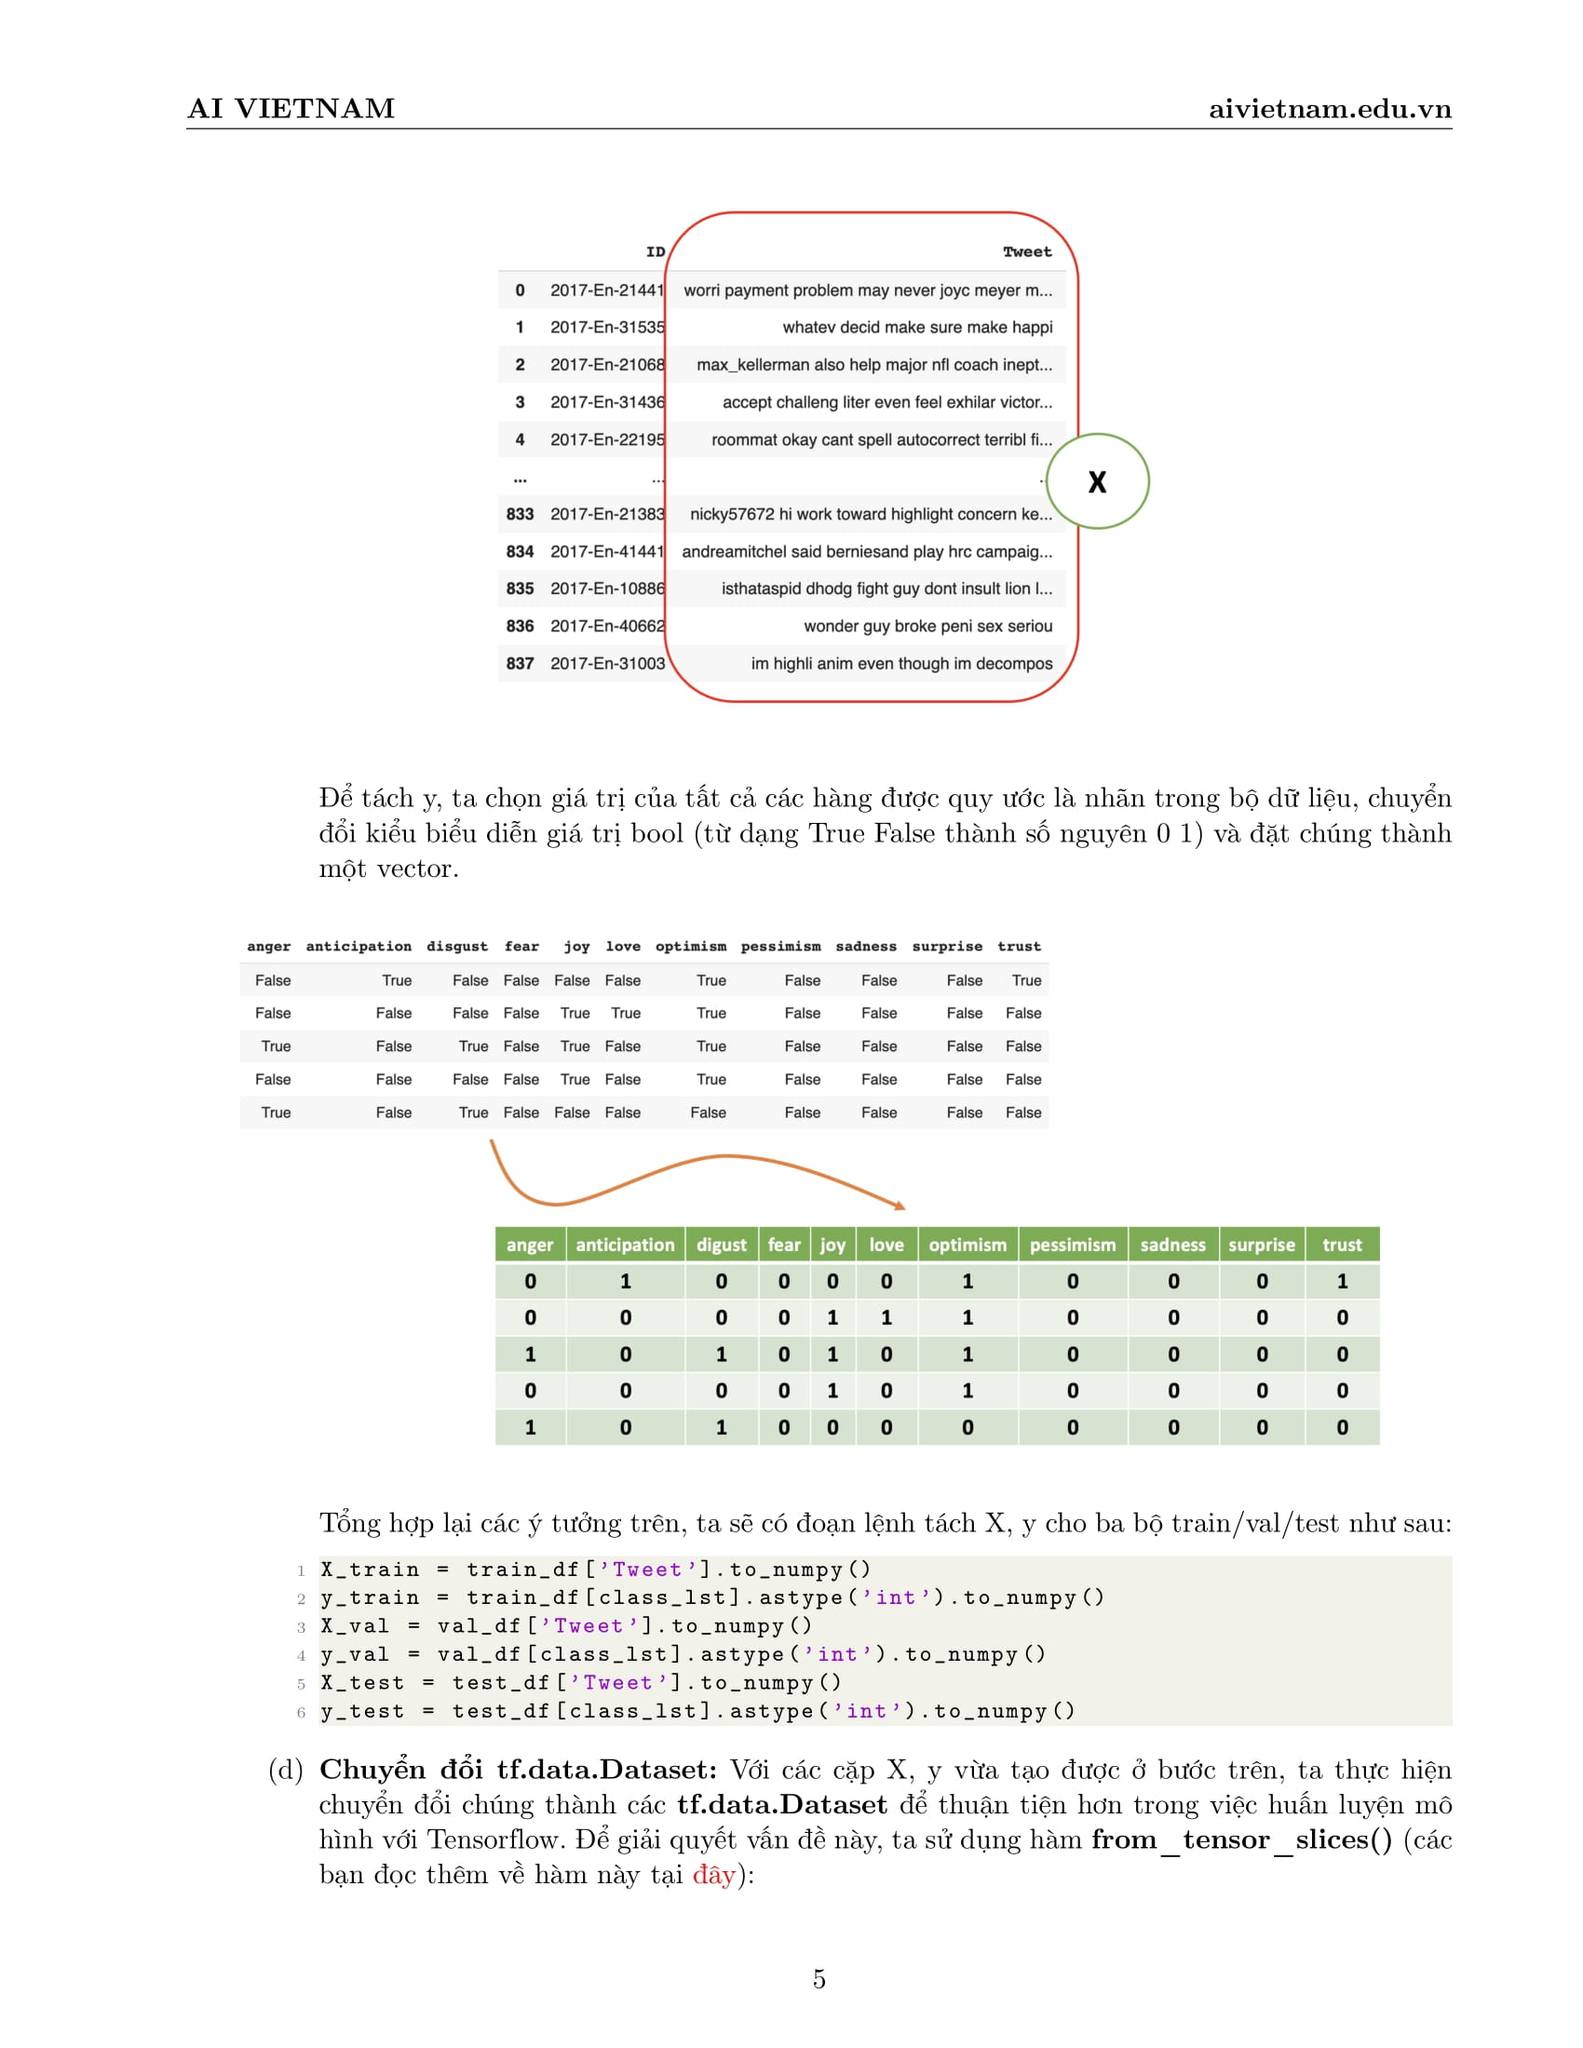 AI VIETNAM aivietnam.edu.vn
ID Tweet
0 2017-En-21441 worri payment problem may never joyc meyer m...
1 2017-En-31535 whatev decid make sure make happi
2 2017-En-21068 max_kellerman also help major nfl coach inept...
3 2017-En-31436 accept challeng liter even feel exhilar victor...
4 2017-En-22195 roommat okay cant spell autocorrect terribl fi...
... ... ..
X
833 2017-En-21383 nicky57672 hi work toward highlight concern ke...
834 2017-En-41441 andreamitchel said berniesand play hrc campaig...
835 2017-En-10886 isthataspid dhodg fight guy dont insult lion l...
836 2017-En-40662 wonder guy broke peni sex seriou
837 2017-En-31003 im highli anim even though im decompos
Để tách y, ta chọn giá trị của tất cả các hàng được quy ước là nhãn trong bộ dữ liệu, chuyển
đổi kiểu biểu diễn giá trị bool (từ dạng True False thành số nguyên 0 1) và đặt chúng thành
một vector.
anger anticipation disgust fear joy love optimism pessimism sadness surprise trust
False True False False False False True False False False True
False False False False True True True False False False False
True False True False True False True False False False False
False False False False True False True False False False False
True False True False False False False False False False False
anger anticipation digust fear joy love optimism pessimism sadness surprise trust
0 1 0 0 0 0 1 0 0 0 1
0 0 0 0 1 1 1 0 0 0 0
1 0 1 0 1 0 1 0 0 0 0
0 0 0 0 1 0 1 0 0 0 0
1 0 1 0 0 0 0 0 0 0 0
Tổng hợp lại các ý tưởng trên, ta sẽ có đoạn lệnh tách X, y cho ba bộ train/val/test như sau:
1 X_train = train_df['Tweet'].to_numpy()
2 y_train = train_df[class_lst].astype('int').to_numpy()
3 X_val = val_df['Tweet'].to_numpy()
4 y_val = val_df[class_lst].astype('int').to_numpy()
5 X_test = test_df['Tweet'].to_numpy()
6 y_test = test_df[class_lst].astype('int').to_numpy()
(d) Chuyển đổi tf.data.Dataset: Với các cặp X, y vừa tạo được ở bước trên, ta thực hiện
chuyển đổi chúng thành các tf.data.Dataset để thuận tiện hơn trong việc huấn luyện mô
hình với Tensorflow. Để giải quyết vấn đề này, ta sử dụng hàm from_tensor_slices() (các
bạn đọc thêm về hàm này tại đây):
5